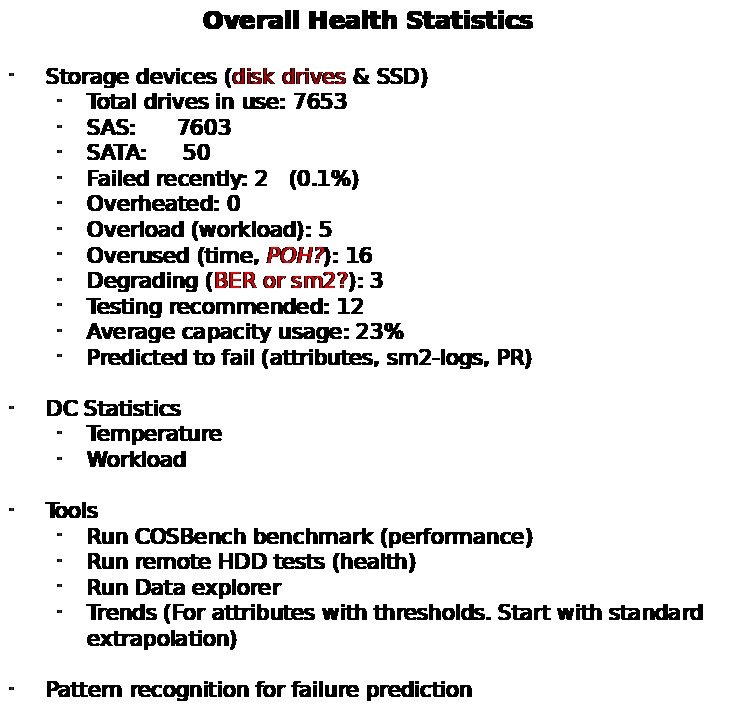 Overall Health Statistics
- Storage devices (disk drives & SSD)
- Total drives in use: 7653
- SAS: 7603
- SATA: 50
- Failed recently: 2 (0.1%)
- Overheated: 0
- Overload (workload): 5
- Overused (time, POH?): 16
- Degrading (BER or sm2?): 3
- Testing recommended: 12
- Average capacity usage: 23%
- Predicted to fail (attributes, sm2-logs, PR)
- DC Statistics
- Temperature
- Workload
- Tools
- Run COSBench benchmark (performance)
- Run remote HDD tests (health)
- Run Data explorer
- Trends (For attributes with thresholds. Start with standard
extrapolation)
- Pattern recognition for failure prediction